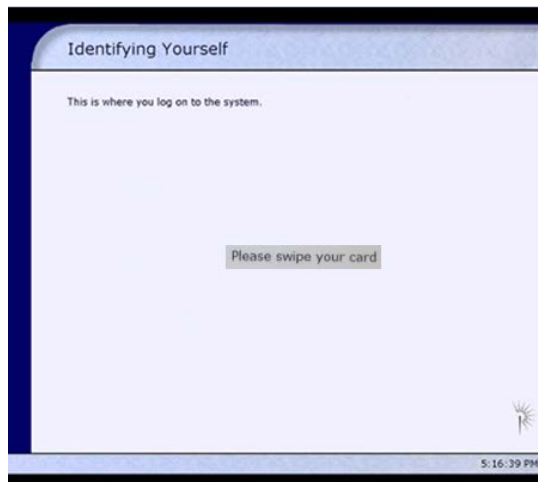 Identifying Yourself
This is where you log on to the system.
Please swipe your card
5:16:39 PM